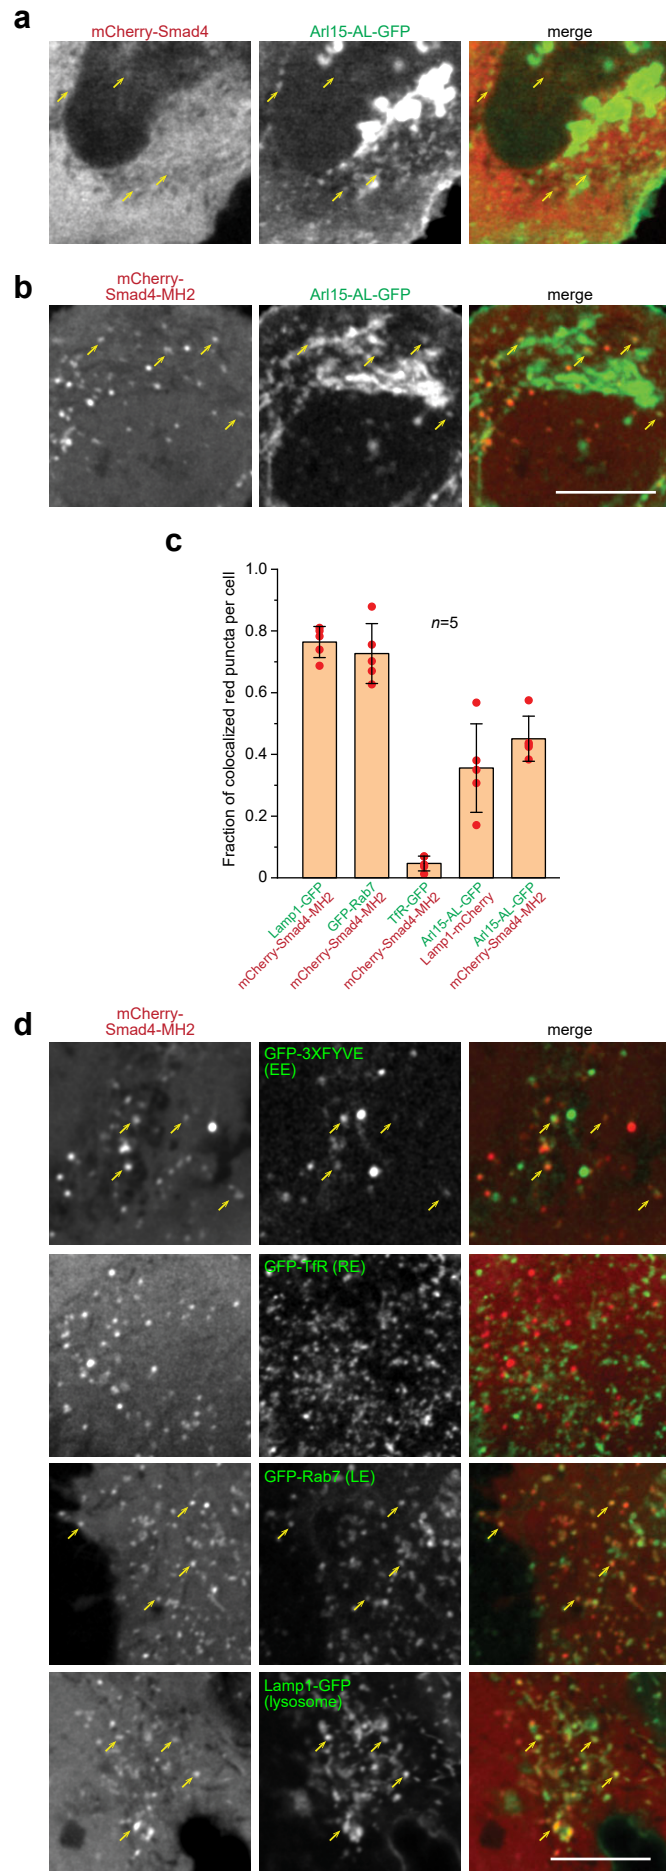 a
mCherry-Smad4
Arl15-AL-GFP
merge
b
mCherry-
Smad4-MH2
Arl15-AL-GFP
merge
c
Fraction of colocalized red puncta per cell
1.0
0.8
0.6
0.4
0.2
0
n=5
Lamp1-GFP
mCherry-Smad4-MH2
GFP-Rab7
mCherry-Smad4-MH2
TfR-GFP
mCherry-Smad4-MH2
Arl15-AL-GFP
Lamp1-mCherry
Arl15-AL-GFP
mCherry-Smad4-MH2
d
mCherry-
Smad4-MH2
merge
GFP-3XFYVE
(EE)
GFP-TfR (RE)
GFP-Rab7 (LE)
Lamp1-GFP
(lysosome)